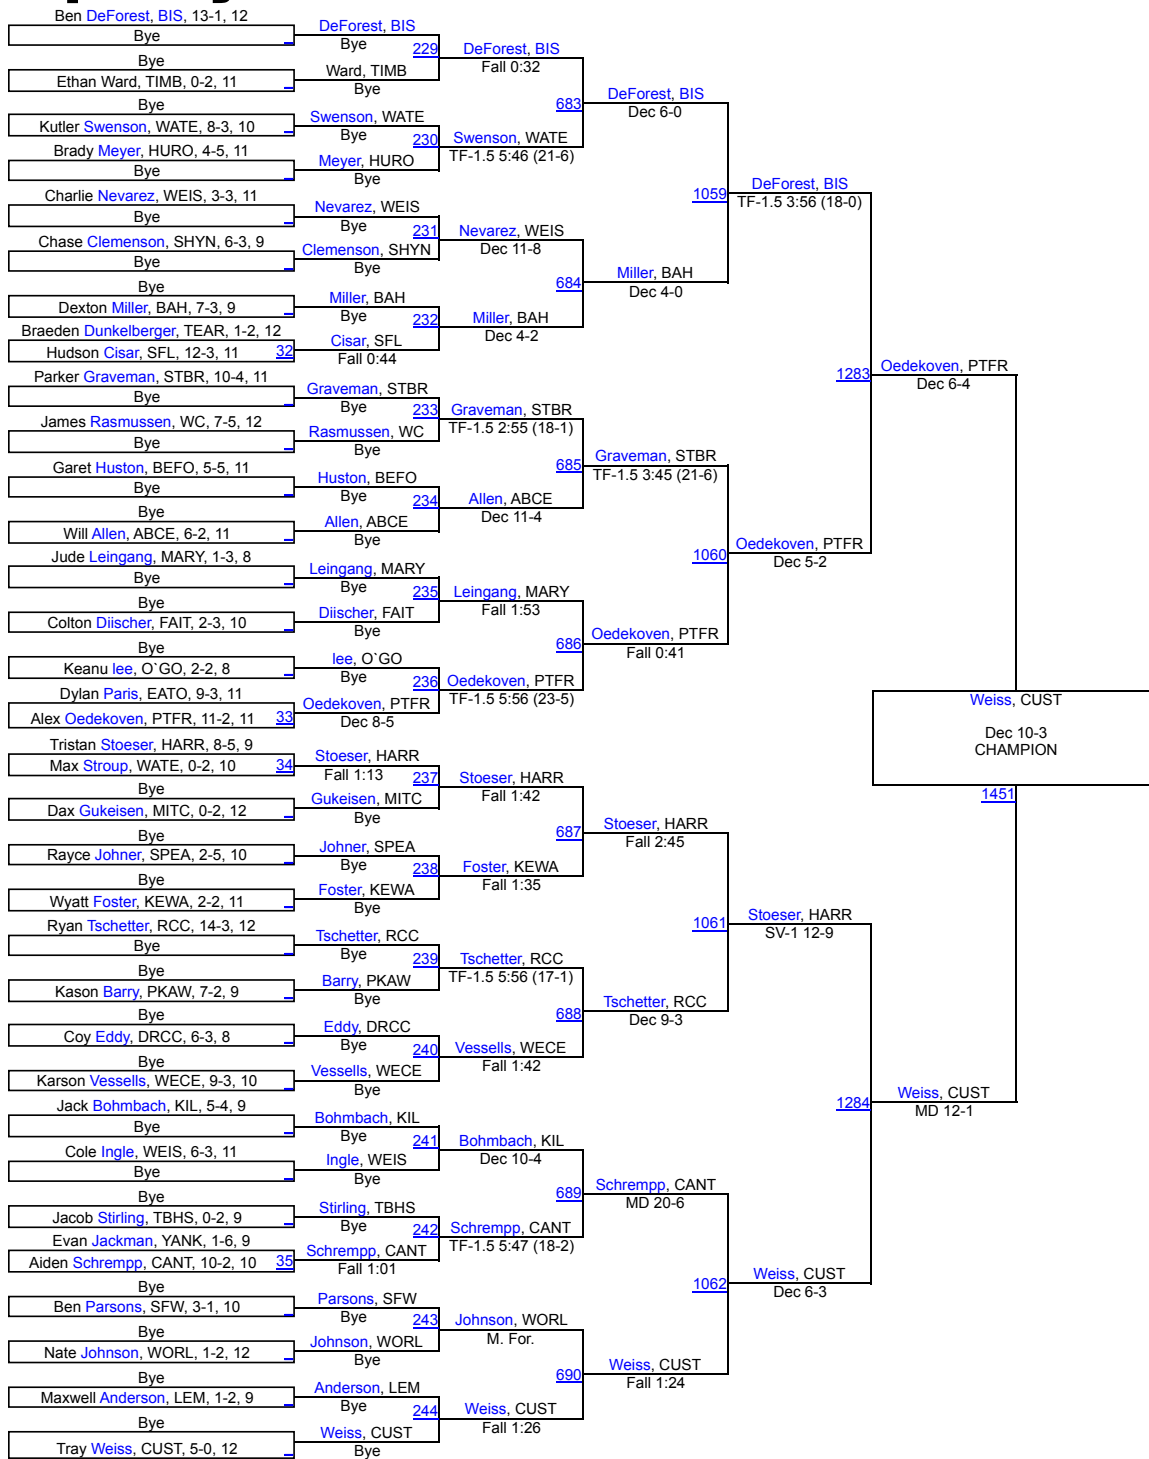 Ben DeForest, BIS, 13-1, 12
Bye
Bye
Ethan Ward, TIMB, 0-2, 11
Bye
Kutler Swenson, WATE, 8-3, 10
Brady Meyer, HURO, 4-5, 11
Bye
Charlie Nevarez, WEIS, 3-3, 11
Bye
Chase Clemenson, SHYN, 6-3, 9
Bye
Bye
Dexton Miller, BAH, 7-3, 9
Braeden Dunkelberger, TEAR, 1-2, 12
Hudson Cisar, SFL, 12-3, 11 32
Parker Graveman, STBR, 10-4, 11
Bye
James Rasmussen, WC, 7-5, 12
Bye
Garet Huston, BEFO, 5-5, 11
Bye
Bye
Will Allen, ABCE, 6-2, 11
Jude Leingang, MARY, 1-3, 8
Bye
Bye
Colton Diischer, FAIT, 2-3, 10
Bye
Keanu lee, O`GO, 2-2, 8
Dylan Paris, EATO, 9-3, 11
Alex Oedekoven, PTFR, 11-2, 11 33
Tristan Stoeser, HARR, 8-5, 9
Max Stroup, WATE, 0-2, 10 34
Bye
Dax Gukeisen, MITC, 0-2, 12
Bye
Rayce Johner, SPEA, 2-5, 10
Bye
Wyatt Foster, KEWA, 2-2, 11
Ryan Tschetter, RCC, 14-3, 12
Bye
Bye
Kason Barry, PKAW, 7-2, 9
Bye
Coy Eddy, DRCC, 6-3, 8
Bye
Karson Vessells, WECE, 9-3, 10
Jack Bohmbach, KIL, 5-4, 9
Bye
Cole Ingle, WEIS, 6-3, 11
Bye
Bye
Jacob Stirling, TBHS, 0-2, 9
Evan Jackman, YANK, 1-6, 9
Aiden Schrempp, CANT, 10-2, 10 35
Bye
Ben Parsons, SFW, 3-1, 10
Bye
Nate Johnson, WORL, 1-2, 12
Bye
Maxwell Anderson, LEM, 1-2, 9
Bye
Tray Weiss, CUST, 5-0, 12
DeForest, BIS
Bye
229
Ward, TIMB
Bye
Swenson, WATE
Bye
230
Meyer, HURO
Bye
Nevarez, WEIS
Bye
231
Clemenson, SHYN
Bye
Miller, BAH
Bye
232
Cisar, SFL
Fall 0:44
Graveman, STBR
Bye
233
Rasmussen, WC
Bye
Huston, BEFO
Bye
234
Allen, ABCE
Bye
Leingang, MARY
Bye
235
Diischer, FAIT
Bye
lee, O`GO
Bye
236
Oedekoven, PTFR
Dec 8-5
Stoeser, HARR
Fall 1:13
237
Gukeisen, MITC
Bye
Johner, SPEA
Bye
238
Foster, KEWA
Bye
Tschetter, RCC
Bye
239
Barry, PKAW
Bye
Eddy, DRCC
Bye
240
Vessells, WECE
Bye
Bohmbach, KIL
Bye
241
Ingle, WEIS
Bye
Stirling, TBHS
Bye
242
Schrempp, CANT
Fall 1:01
Parsons, SFW
Bye
243
Johnson, WORL
Bye
Anderson, LEM
Bye
244
Weiss, CUST
Bye
DeForest, BIS
Fall 0:32
683
Swenson, WATE
TF-1.5 5:46 (21-6)
Nevarez, WEIS
Dec 11-8
684
Miller, BAH
Dec 4-2
Graveman, STBR
TF-1.5 2:55 (18-1)
685
Allen, ABCE
Dec 11-4
Leingang, MARY
Fall 1:53
686
Oedekoven, PTFR
TF-1.5 5:56 (23-5)
Stoeser, HARR
Fall 1:42
687
Foster, KEWA
Fall 1:35
Tschetter, RCC
TF-1.5 5:56 (17-1)
688
Vessells, WECE
Fall 1:42
Bohmbach, KIL
Dec 10-4
689
Schrempp, CANT
TF-1.5 5:47 (18-2)
Johnson, WORL
M. For.
690
Weiss, CUST
Fall 1:26
DeForest, BIS
Dec 6-0
1059
Miller, BAH
Dec 4-0
Graveman, STBR
TF-1.5 3:45 (21-6)
1060
Oedekoven, PTFR
Fall 0:41
Stoeser, HARR
Fall 2:45
1061
Tschetter, RCC
Dec 9-3
Schrempp, CANT
MD 20-6
1062
Weiss, CUST
Fall 1:24
DeForest, BIS
TF-1.5 3:56 (18-0)
1283
Oedekoven, PTFR
Dec 5-2
Stoeser, HARR
SV-1 12-9
1284
Weiss, CUST
Dec 6-3
Oedekoven, PTFR
Dec 6-4
Weiss, CUST
MD 12-1
Weiss, CUST
Dec 10-3
CHAMPION
1451